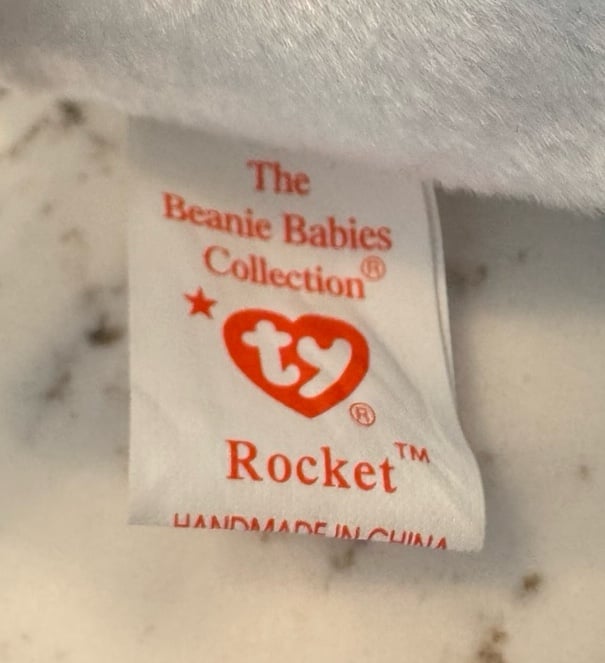 The
Beanie Babies
Collection®
ty®
Rocket™
HANDMADE IN CHINA